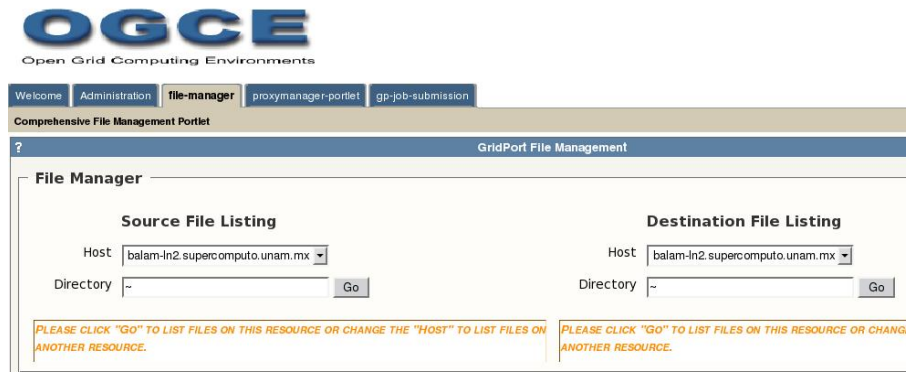 OGCE
Open Grid Computing Environments
Welcome Administration file-manager proxymanager-portlet gp-job-submission
Comprehensive File Management Portlet
? GridPort File Management
File Manager
Source File Listing Destination File Listing
Host balam-ln2.supercomputo.unam.mx Host balam-ln2.supercomputo.unam.mx
Directory ~ Go Directory ~ Go
PLEASE CLICK "GO" TO LIST FILES ON THIS RESOURCE OR CHANGE THE "HOST" TO LIST FILES ON PLEASE CLICK "GO" TO LIST FILES ON THIS RESOURCE OR CHANGE
ANOTHER RESOURCE. ANOTHER RESOURCE.